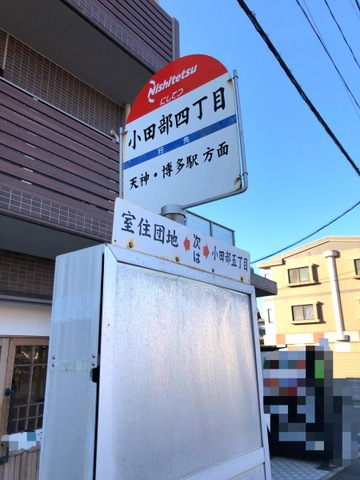 Nishitetsu
にしてつ
小田部四丁目
行先
天神・博多駅 方面
室住団地 ← 次は → 小田部五丁目